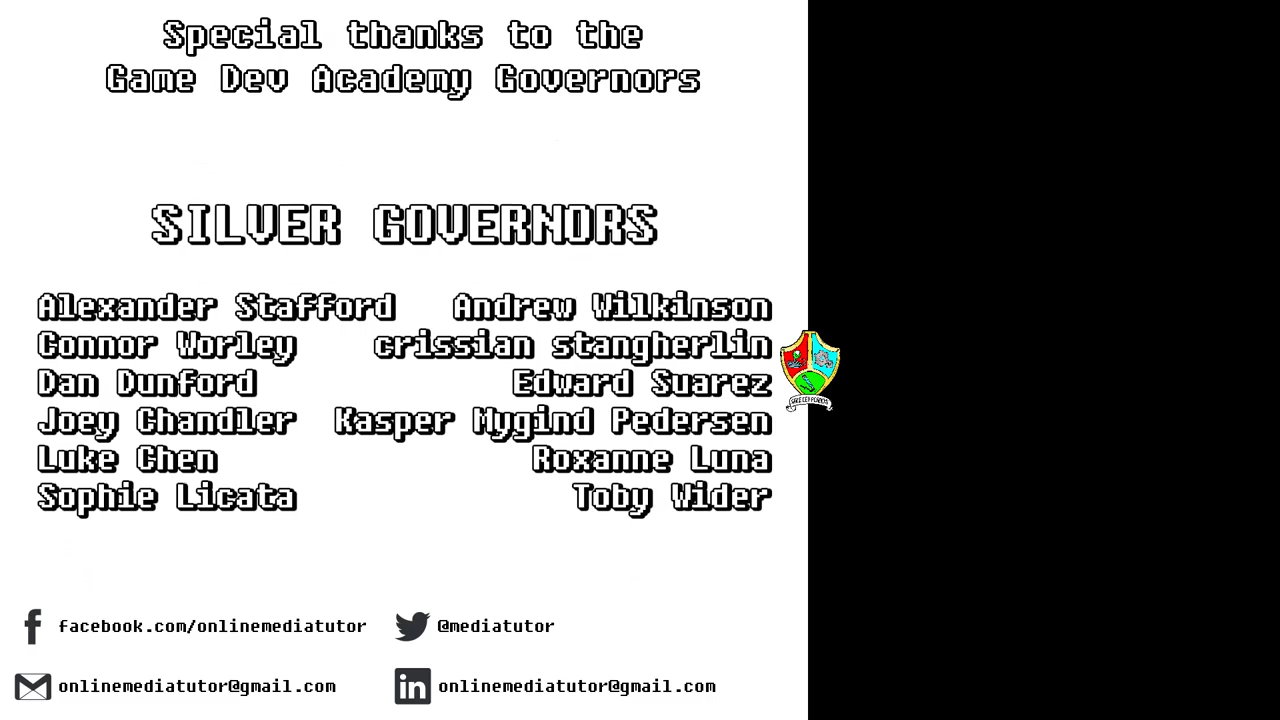 Special thanks to the
Game Dev Academy Governors
SILVER GOVERNORS
Alexander Stafford Andrew Wilkinson
Connor Worley crissian stangherlin
Dan Dunford Edward Suarez
Joey Chandler Kasper Mygind Pedersen
Luke Chen Roxanne Luna
Sophie Licata Toby Wider
facebook.com/onlinemediatutor @mediatutor
onlinemediatutor@gmail.com onlinemediatutor@gmail.com